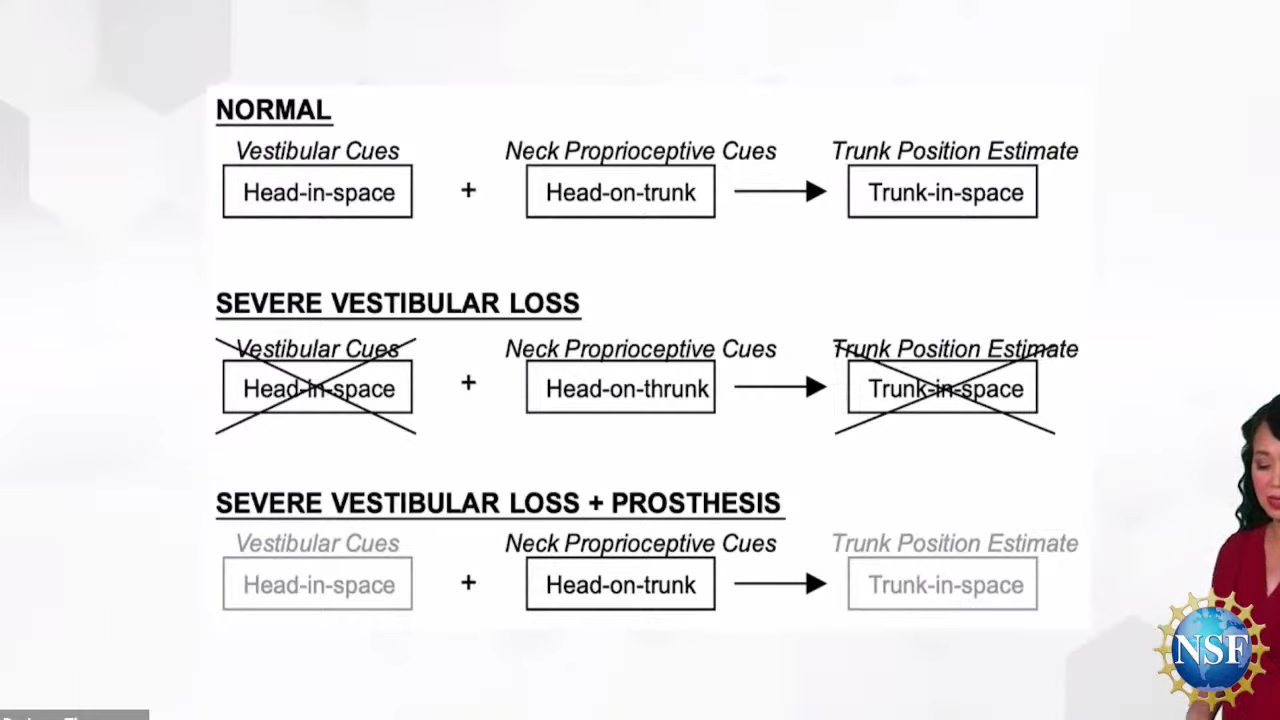 NORMAL
Vestibular Cues Neck Proprioceptive Cues Trunk Position Estimate
Head-in-space + Head-on-trunk Trunk-in-space
SEVERE VESTIBULAR LOSS
Vestibular Cues Neck Proprioceptive Cues Trunk Position Estimate
Head-in-space + Head-on-thrunk Trunk-in-space
SEVERE VESTIBULAR LOSS + PROSTHESIS
Vestibular Cues Neck Proprioceptive Cues Trunk Position Estimate
Head-in-space + Head-on-trunk Trunk-in-space
NSF